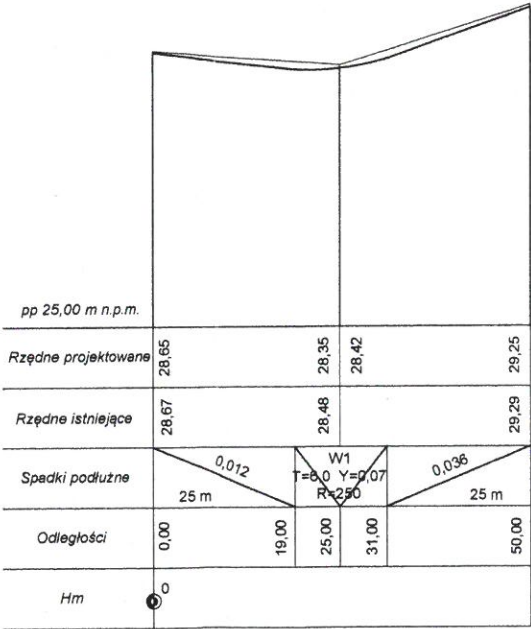 pp 25,00 m n.p.m.
Rzędne projektowane 28,65 28,35 28,42 29,25
Rzędne istniejące 28,67 28,48 29,29
Spadki podłużne 0,012 25 m W1 T=6,0 Y=0,07 R=250 0,036 25 m
Odległości 0,00 19,00 25,00 31,00 50,00
Hm 0